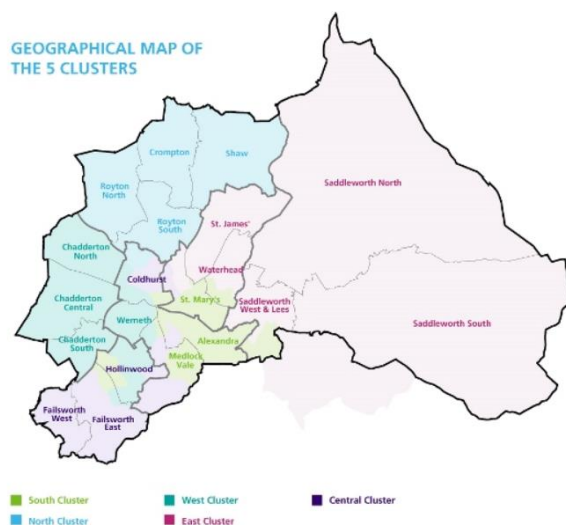 GEOGRAPHICAL MAP OF
THE 5 CLUSTERS
Crompton
Shaw
Royton
North
Saddleworth North
Royton
South
St. James'
Chadderton
North
Waterhead
Coldhurst
Chadderton
Central
St. Mary's
Saddleworth
West & Lees
Werneth
Saddleworth South
Chadderton
South
Alexandra
Medlock
Vale
Hollinwood
Failsworth
West
Failsworth
East
South Cluster
West Cluster
Central Cluster
North Cluster
East Cluster